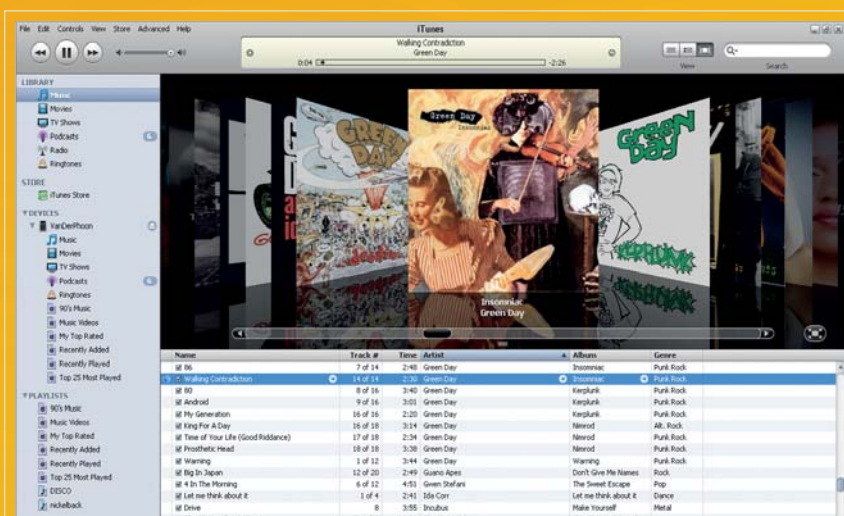 File Edit Controls View Store Advanced Help
iTunes
Walking Contradiction
Green Day
0:04 -2:26
View
Search
LIBRARY
Music
Movies
TV Shows
Podcasts
Radio
Ringtones
STORE
iTunes Store
DEVICES
VanDerPhoon
Music
Movies
TV Shows
Podcasts
Ringtones
90's Music
Music Videos
My Top Rated
Recently Added
Recently Played
Top 25 Most Played
PLAYLISTS
90's Music
Music Videos
My Top Rated
Recently Added
Recently Played
Top 25 Most Played
DISCO
nickelback
GREEN DAY
Green Day
Insomniac
Green Day
KERPLUNK
Insomniac
Green Day
Name Track # Time Artist Album Genre
86 7 of 14 2:48 Green Day Insomniac Punk Rock
Walking Contradiction 14 of 14 2:30 Green Day Insomniac Punk Rock
80 8 of 16 3:40 Green Day Kerplunk Punk Rock
Android 9 of 16 3:01 Green Day Kerplunk Punk Rock
My Generation 16 of 16 2:20 Green Day Kerplunk Punk Rock
King For A Day 16 of 18 3:14 Green Day Nimrod Alt. Rock
Time of Your Life (Good Riddance) 17 of 18 2:34 Green Day Nimrod Punk Rock
Prosthetic Head 18 of 18 3:38 Green Day Nimrod Punk Rock
Warning 1 of 12 3:44 Green Day Warning Punk Rock
Big In Japan 12 of 20 2:49 Guano Apes Don't Give Me Names Rock
4 In The Morning 6 of 12 4:51 Gwen Stefani The Sweet Escape Pop
Let me think about it 1 of 4 2:41 Ida Corr Let me think about it Dance
Drive 8 3:55 Incubus Make Yourself Metal